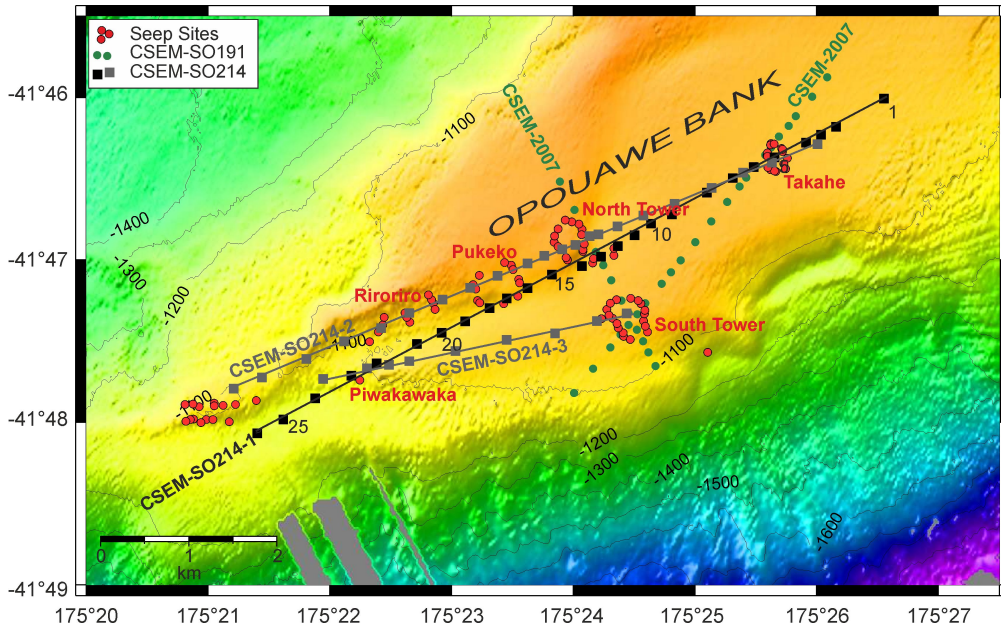 Seep Sites
CSEM-SO191
CSEM-SO214
-41°46
-41°47
-41°48
-41°49
175°20
175°21
175°22
175°23
175°24
175°25
175°26
175°27
OPOUAWE BANK
CSEM-2007
CSEM-2007
-1100
-1400
-1300
-1200
1
Takahe
North Tower
10
Pukeko
15
Riroriro
South Tower
20
CSEM-SO214-2
-1100
CSEM-SO214-3
-1100
Piwakawaka
-1100
25
CSEM-SO214-1
-1200
-1300
-1400
-1500
-1600
0
1
2
km